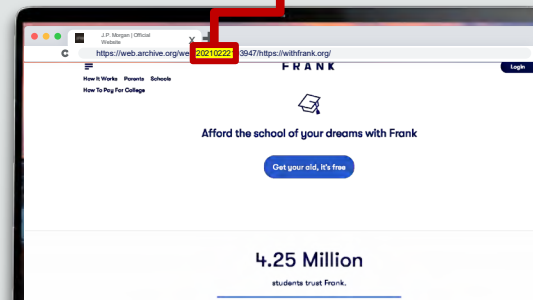 J.P. Morgan | Official
Website
X
https://web.archive.org/we 20210222 3947/https://withfrank.org/
FRANK
Login
How It Works Parents Schools
How To Pay For College
Afford the school of your dreams with Frank
Get your aid, it's free
4.25 Million
students trust Frank.